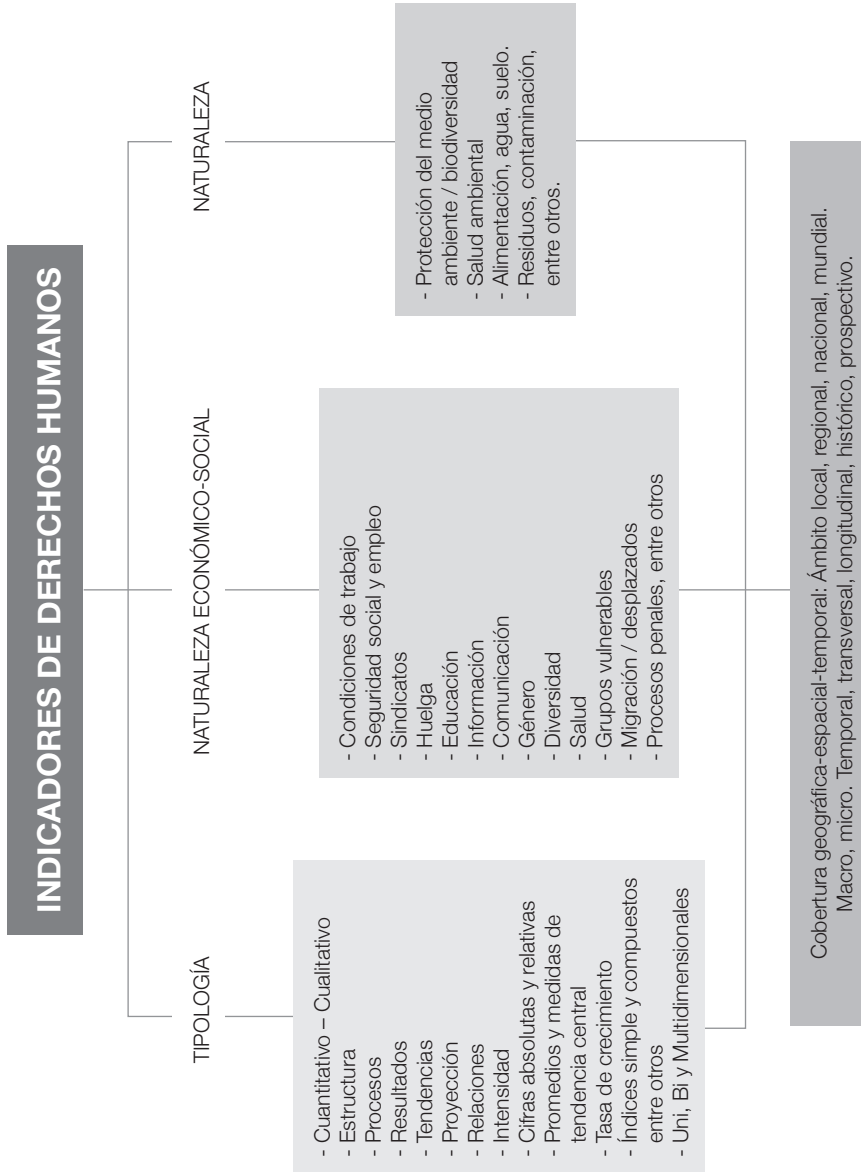 INDICADORES DE DERECHOS HUMANOS
TIPOLOGÍA
- Cuantitativo – Cualitativo
- Estructura
- Procesos
- Resultados
- Tendencias
- Proyección
- Relaciones
- Intensidad
- Cifras absolutas y relativas
- Promedios y medidas de
tendencia central
- Tasa de crecimiento
- Índices simple y compuestos
entre otros
- Uni, Bi y Multidimensionales
NATURALEZA ECONÓMICO-SOCIAL
- Condiciones de trabajo
- Seguridad social y empleo
- Sindicatos
- Huelga
- Educación
- Información
- Comunicación
- Género
- Diversidad
- Salud
- Grupos vulnerables
- Migración / desplazados
- Procesos penales, entre otros
NATURALEZA
- Protección del medio
ambiente / biodiversidad
- Salud ambiental
- Alimentación, agua, suelo.
- Residuos, contaminación,
entre otros.
Cobertura geográfica-espacial-temporal: Ámbito local, regional, nacional, mundial.
Macro, micro. Temporal, transversal, longitudinal, histórico, prospectivo.